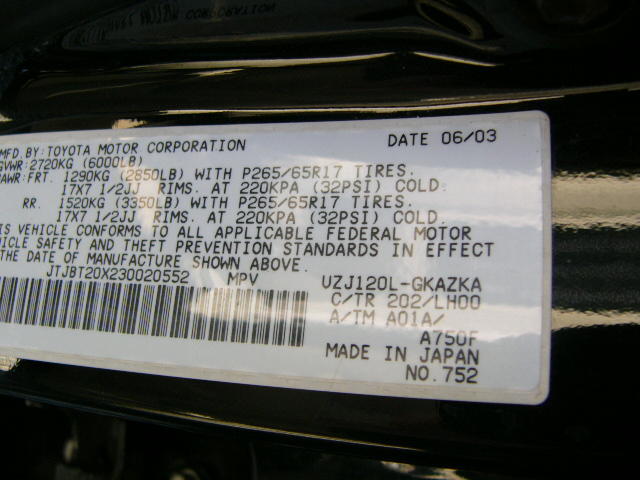 MFD.BY:TOYOTA MOTOR CORPORATION DATE 06/03
GVWR:2720KG (6000LB)
GAWR:FRT. 1290KG (2850LB) WITH P265/65R17 TIRES.
17X7 1/2JJ RIMS. AT 220KPA (32PSI) COLD.
RR. 1520KG (3350LB) WITH P265/65R17 TIRES.
17X7 1/2JJ RIMS. AT 220KPA (32PSI) COLD.
THIS VEHICLE CONFORMS TO ALL APPLICABLE FEDERAL MOTOR
VEHICLE SAFETY AND THEFT PREVENTION STANDARDS IN EFFECT
THE DATE OF MANUFACTURE SHOWN ABOVE.
JTJBT20X230020552 MPV UZJ120L-GKAZKA
C/TR 202/LH00
A/TM A01A/
A750F
MADE IN JAPAN
NO.752